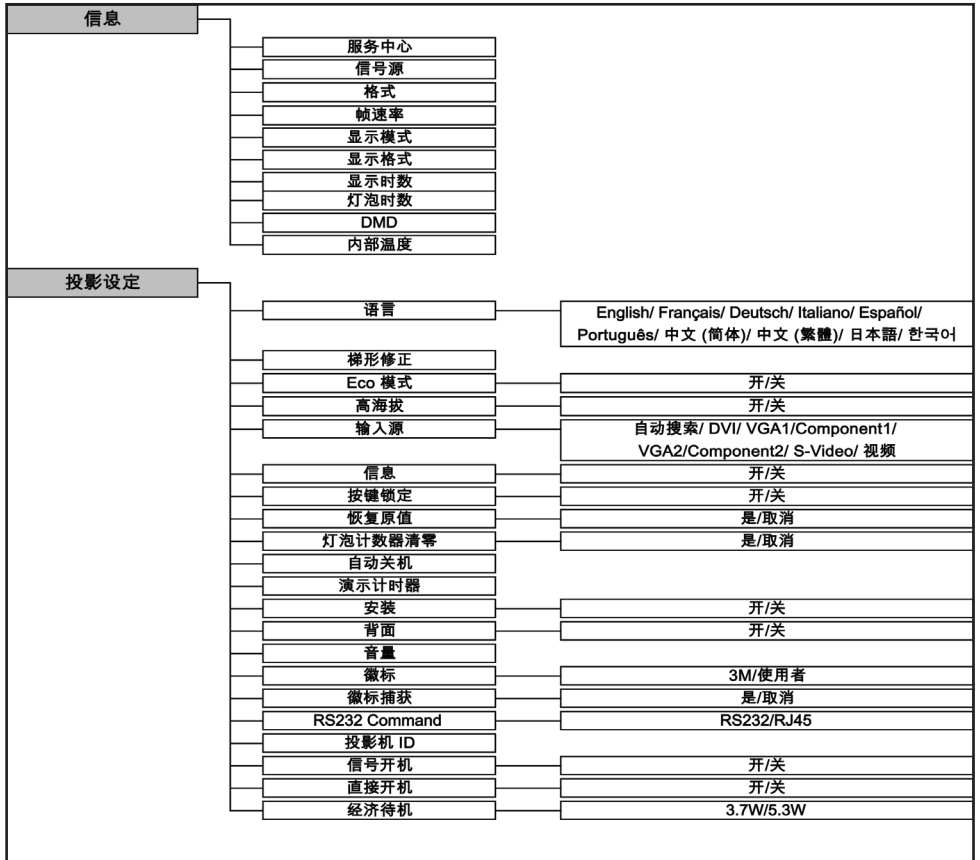 信息
服务中心
信号源
格式
帧速率
显示模式
显示格式
显示时数
灯泡时数
DMD
内部温度
投影设定
语言
English/ Français/ Deutsch/ Italiano/ Español/
Português/ 中文 (简体)/ 中文 (繁體)/ 日本語/ 한국어
梯形修正
Eco 模式
开/关
高海拔
开/关
输入源
自动搜索/ DVI/ VGA1/Component1/
VGA2/Component2/ S-Video/ 视频
信息
开/关
按键锁定
开/关
恢复原值
是/取消
灯泡计数器清零
是/取消
自动关机
演示计时器
安装
开/关
背面
开/关
音量
徽标
3M/使用者
徽标捕获
是/取消
RS232 Command
RS232/RJ45
投影机 ID
信号开机
开/关
直接开机
开/关
经济待机
3.7W/5.3W